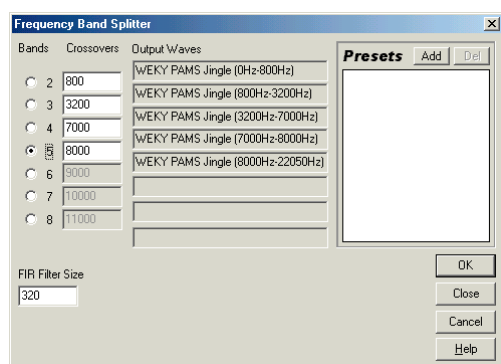 Frequency Band Splitter
Bands Crossovers Output Waves
Presets Add Del
2 800 WEKY PAMS Jingle (0Hz-800Hz)
3 3200 WEKY PAMS Jingle (800Hz-3200Hz)
4 7000 WEKY PAMS Jingle (3200Hz-7000Hz)
5 8000 WEKY PAMS Jingle (7000Hz-8000Hz)
6 9000 WEKY PAMS Jingle (8000Hz-22050Hz)
7 10000
8 11000
FIR Filter Size
320
OK
Close
Cancel
Help